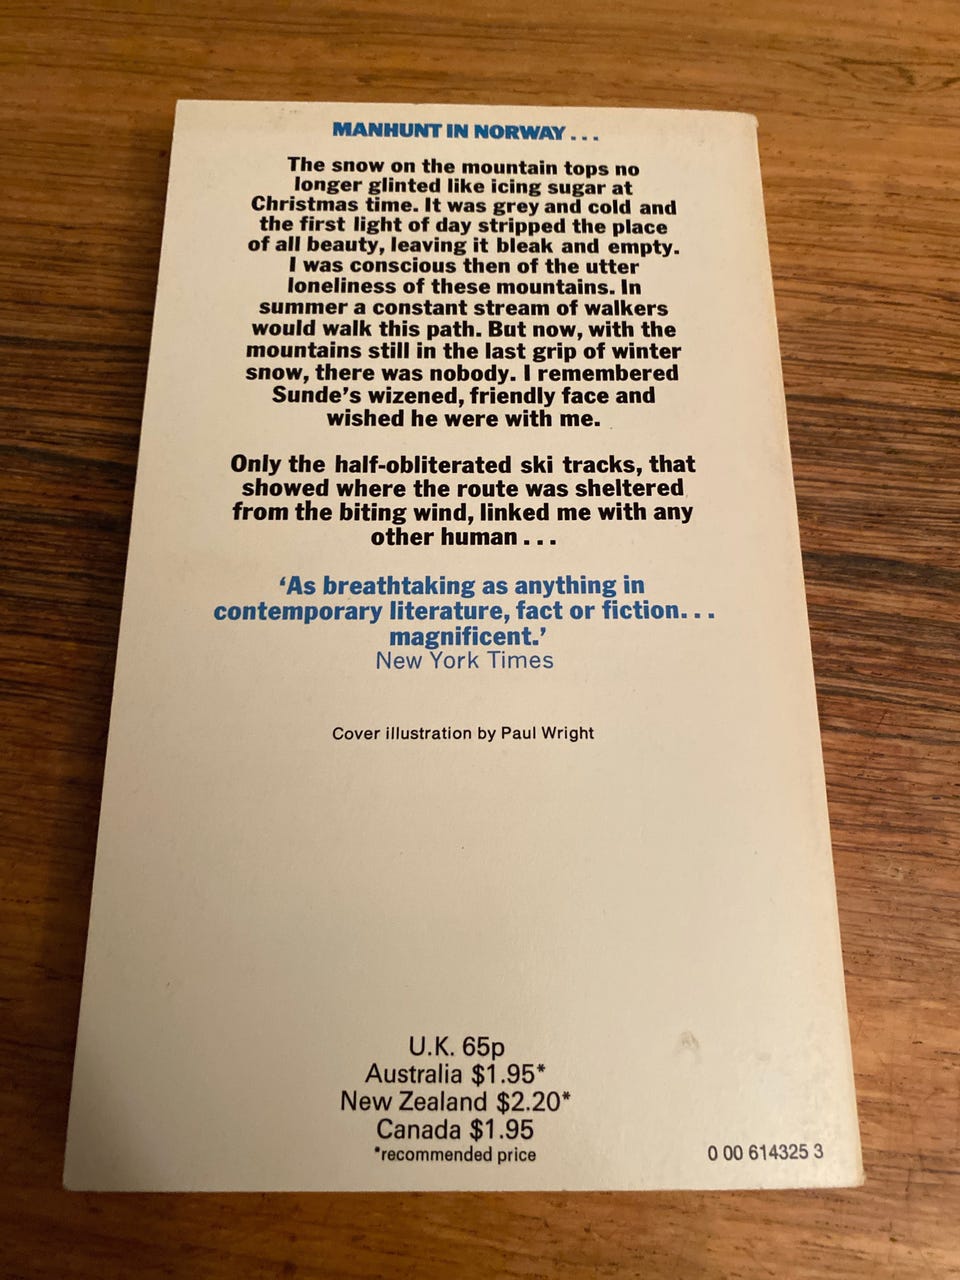 MANHUNT IN NORWAY...
The snow on the mountain tops no
longer glinted like icing sugar at
Christmas time. It was grey and cold and
the first light of day stripped the place
of all beauty, leaving it bleak and empty.
I was conscious then of the utter
loneliness of these mountains. In
summer a constant stream of walkers
would walk this path. But now, with the
mountains still in the last grip of winter
snow, there was nobody. I remembered
Sunde's wizened, friendly face and
wished he were with me.
Only the half-obliterated ski tracks, that
showed where the route was sheltered
from the biting wind, linked me with any
other human...
‘As breathtaking as anything in
contemporary literature, fact or fiction...
magnificent.’
New York Times
Cover illustration by Paul Wright
U.K. 65p
Australia $1.95*
New Zealand $2.20*
Canada $1.95
*recommended price
0 00 614325 3